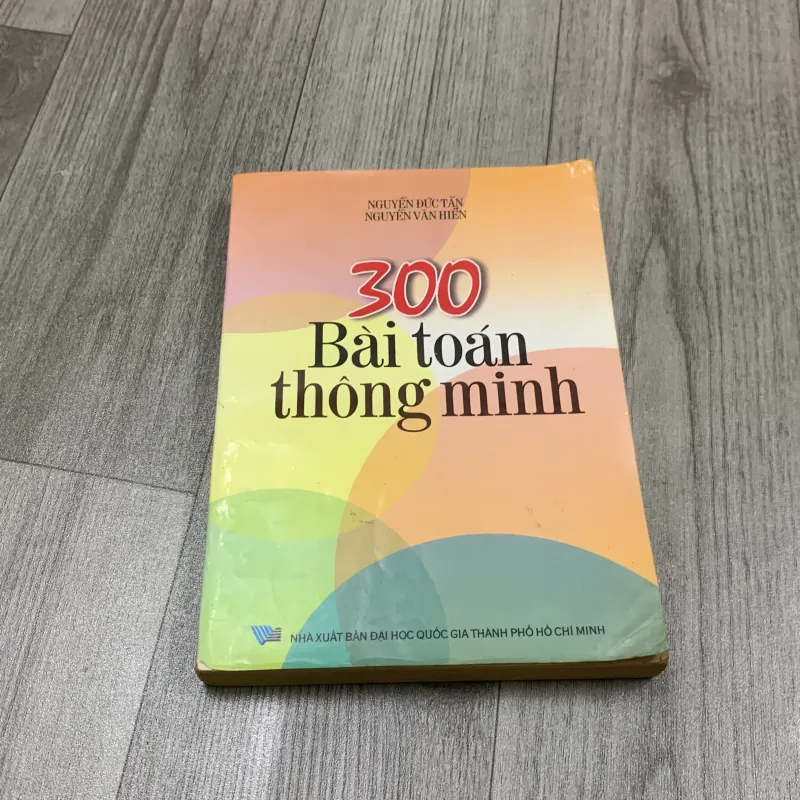 NGUYỄN ĐỨC TẤN
NGUYỄN VĂN HIỂN
300
Bài toán
thông minh
NHÀ XUẤT BẢN ĐẠI HỌC QUỐC GIA THÀNH PHỐ HỒ CHÍ MINH